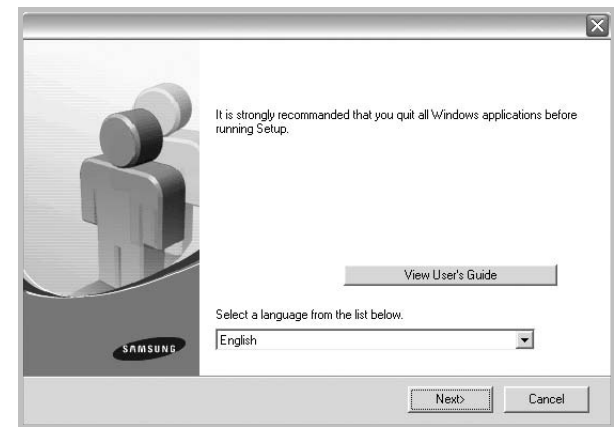 It is strongly recommanded that you quit all Windows applications before
running Setup.
View User's Guide
Select a language from the list below.
English
SAMSUNG
Next>
Cancel